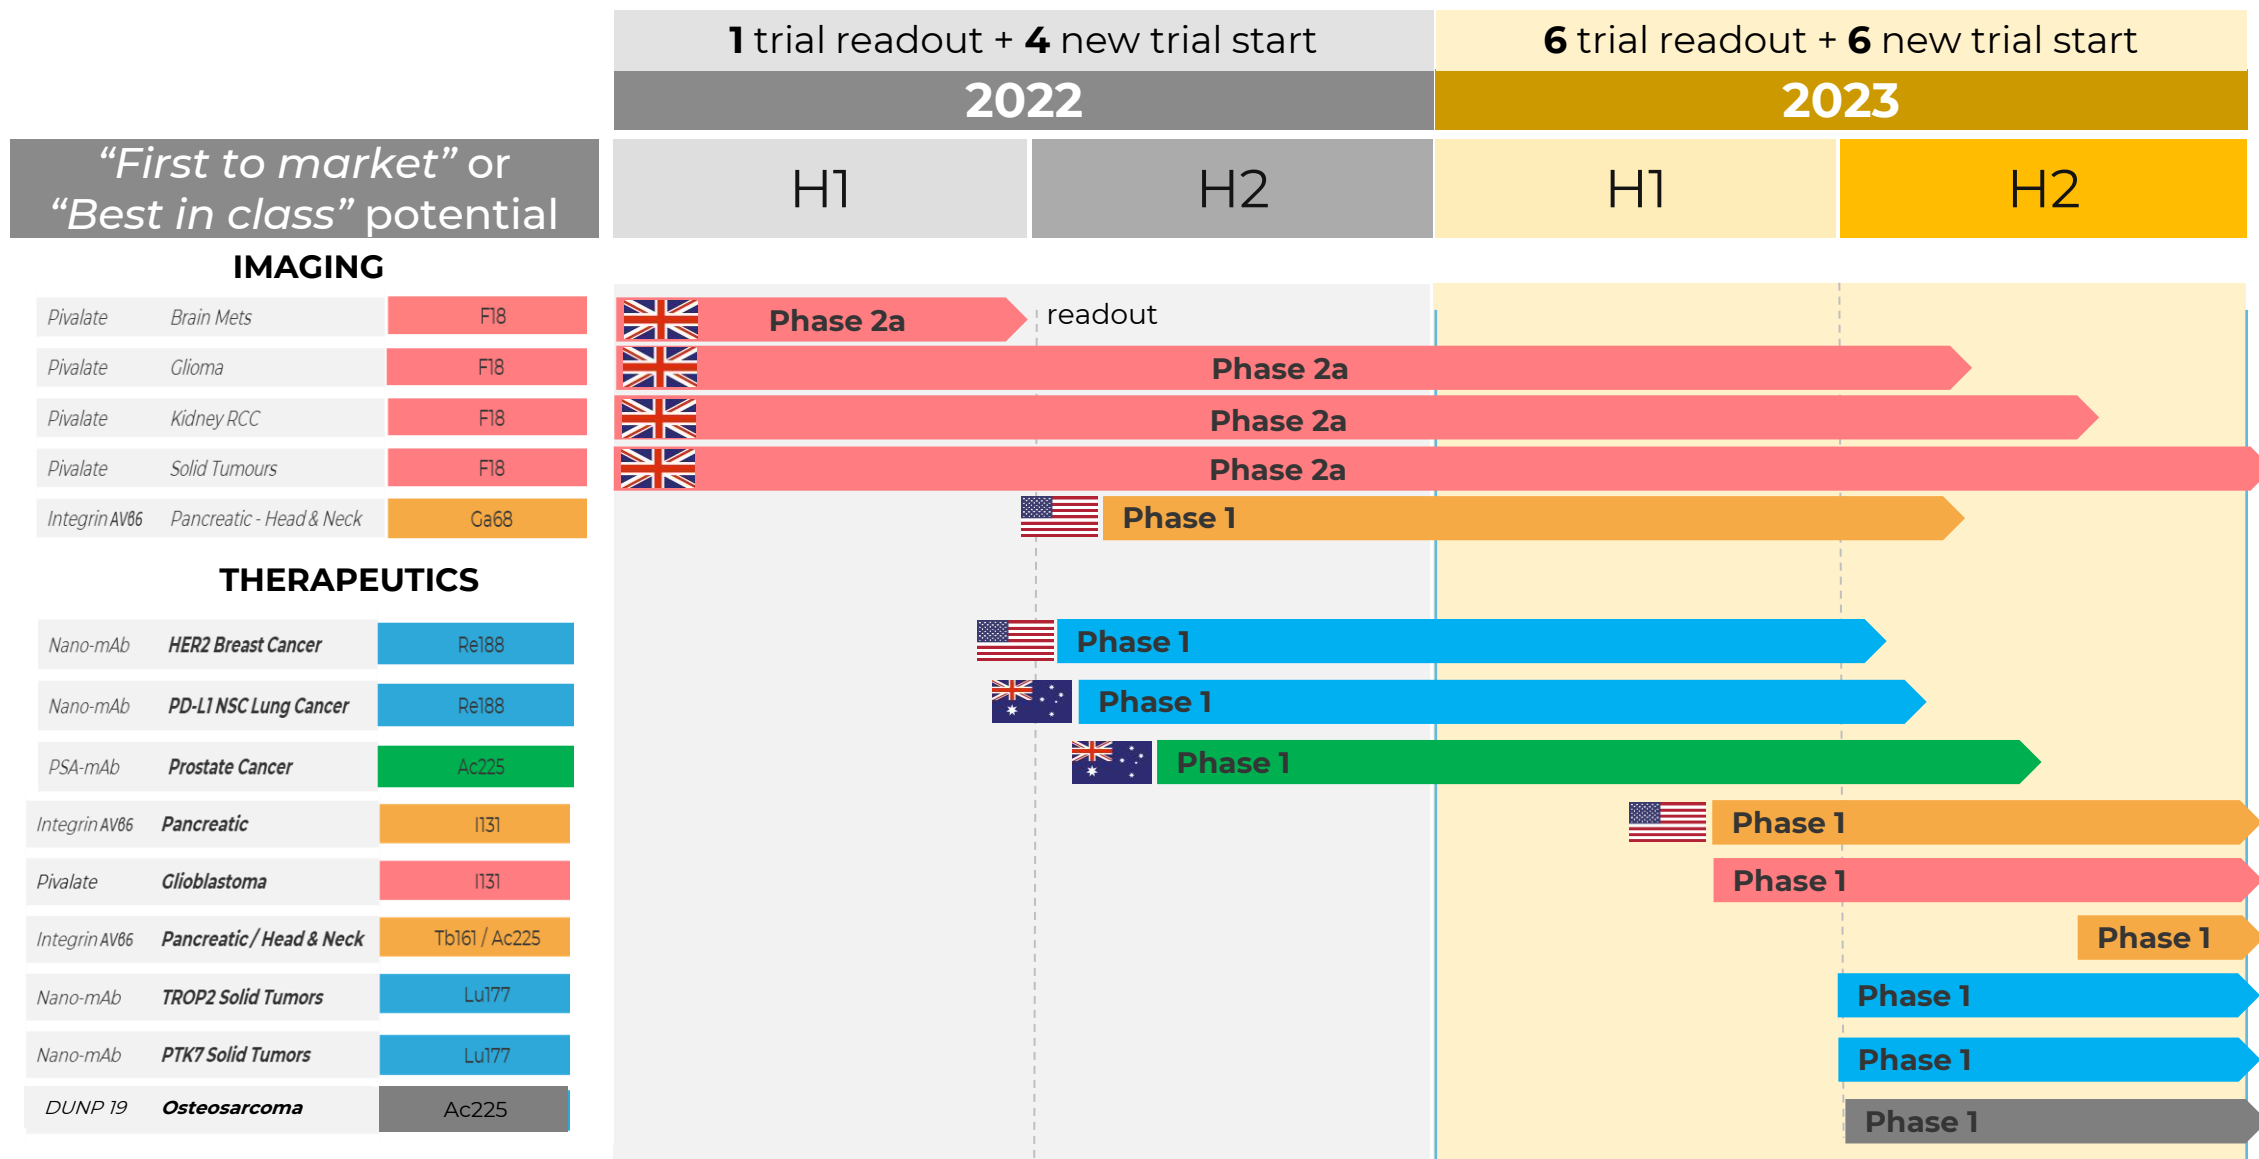 1 trial readout + 4 new trial start
6 trial readout + 6 new trial start
2022
2023
“First to market” or
“Best in class” potential
H1
H2
H1
H2
IMAGING
Pivalate Brain Mets F18 Phase 2a readout
Pivalate Glioma F18 Phase 2a
Pivalate Kidney RCC F18 Phase 2a
Pivalate Solid Tumours F18 Phase 2a
Integrin AVβ6 Pancreatic - Head & Neck Ga68 Phase 1
THERAPEUTICS
Nano-mAb HER2 Breast Cancer Re188 Phase 1
Nano-mAb PD-L1 NSC Lung Cancer Re188 Phase 1
PSA-mAb Prostate Cancer Ac225 Phase 1
Integrin AVβ6 Pancreatic I131 Phase 1
Pivalate Glioblastoma I131 Phase 1
Integrin AVβ6 Pancreatic / Head & Neck Tb161 / Ac225 Phase 1
Nano-mAb TROP2 Solid Tumors Lu177 Phase 1
Nano-mAb PTK7 Solid Tumors Lu177 Phase 1
DUNP 19 Osteosarcoma Ac225 Phase 1